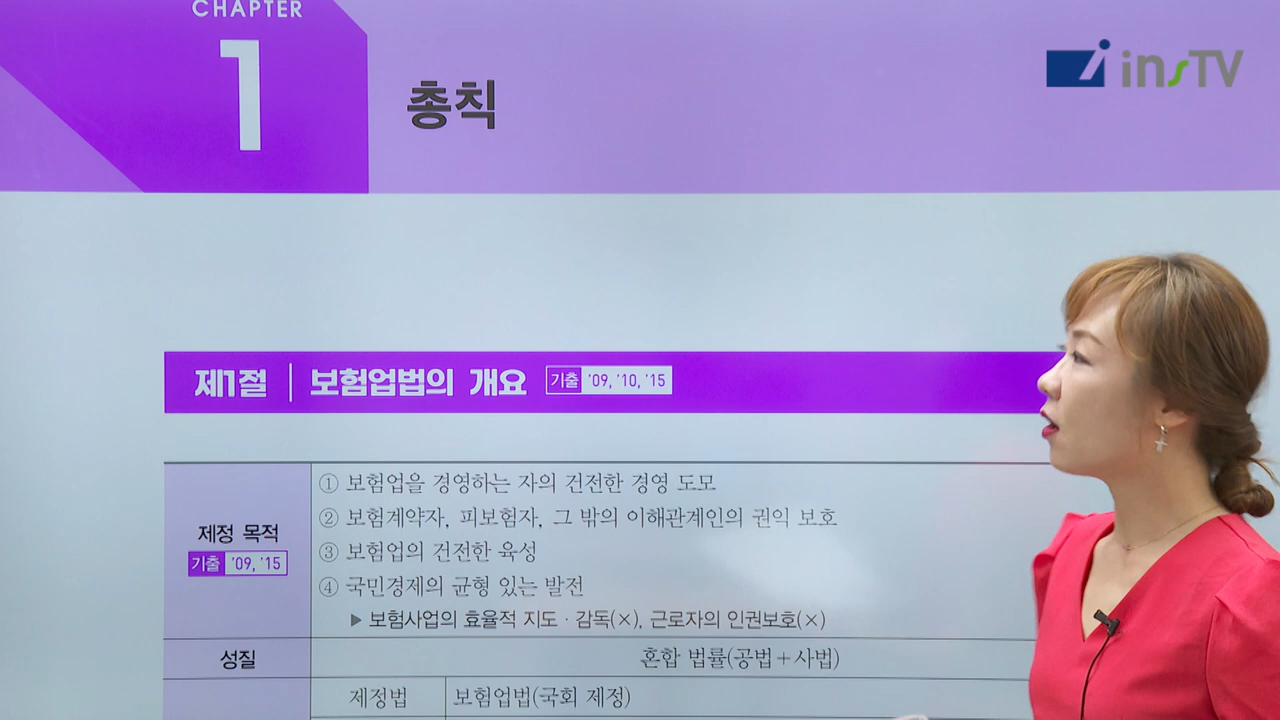 CHAPTER
1
총칙
insTV
제1절 보험업법의 개요 기출 '09, '10, '15
제정 목적
기출 '09, '15
① 보험업을 경영하는 자의 건전한 경영 도모
② 보험계약자, 피보험자, 그 밖의 이해관계인의 권익 보호
③ 보험업의 건전한 육성
④ 국민경제의 균형 있는 발전
▶ 보험사업의 효율적 지도·감독(×), 근로자의 인권보호(×)
성질 혼합 법률(공법+사법)
제정법 보험업법(국회 제정)